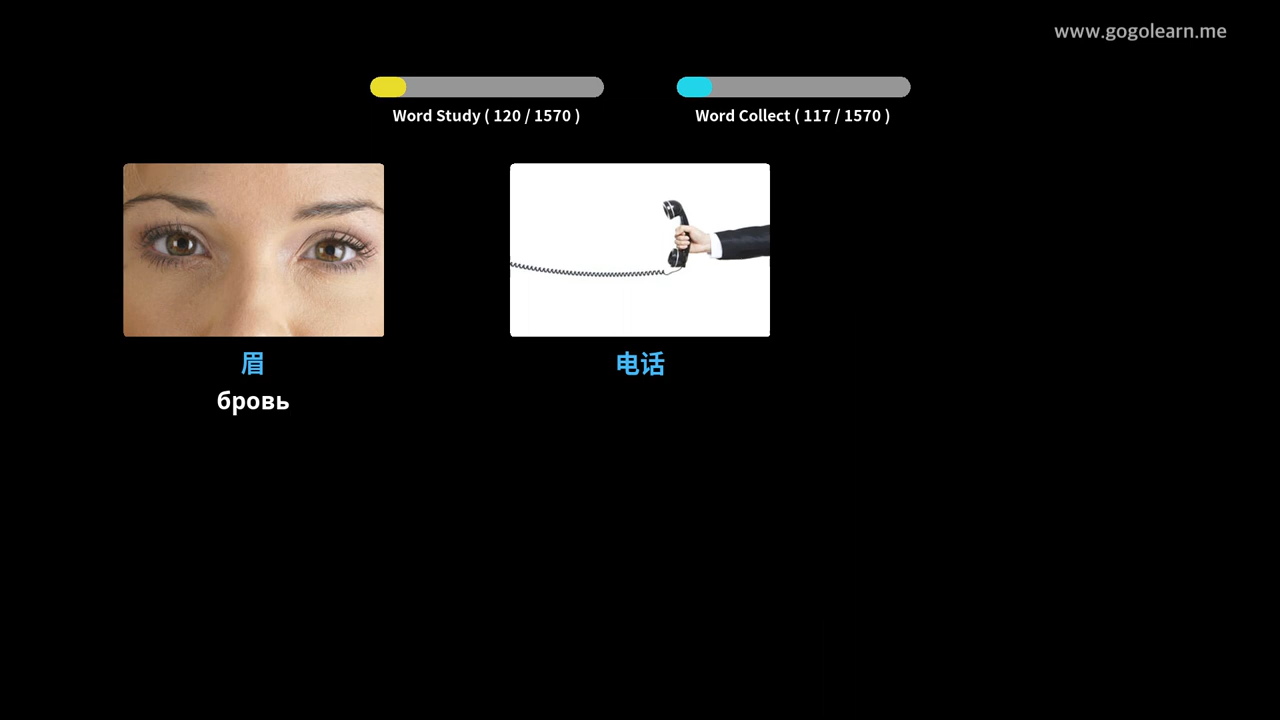 www.gogolearn.me
Word Study ( 120 / 1570 )
Word Collect ( 117 / 1570 )
眉
бровь
电话